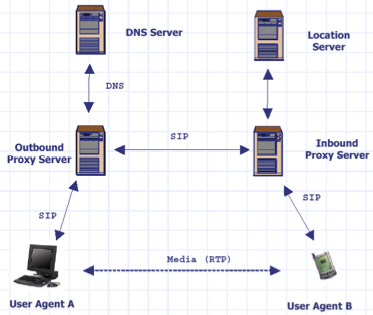 DNS Server
Location
Server
DNS
Outbound
Proxy Server
SIP
Inbound
Proxy Server
SIP
SIP
Media (RTP)
User Agent A
User Agent B